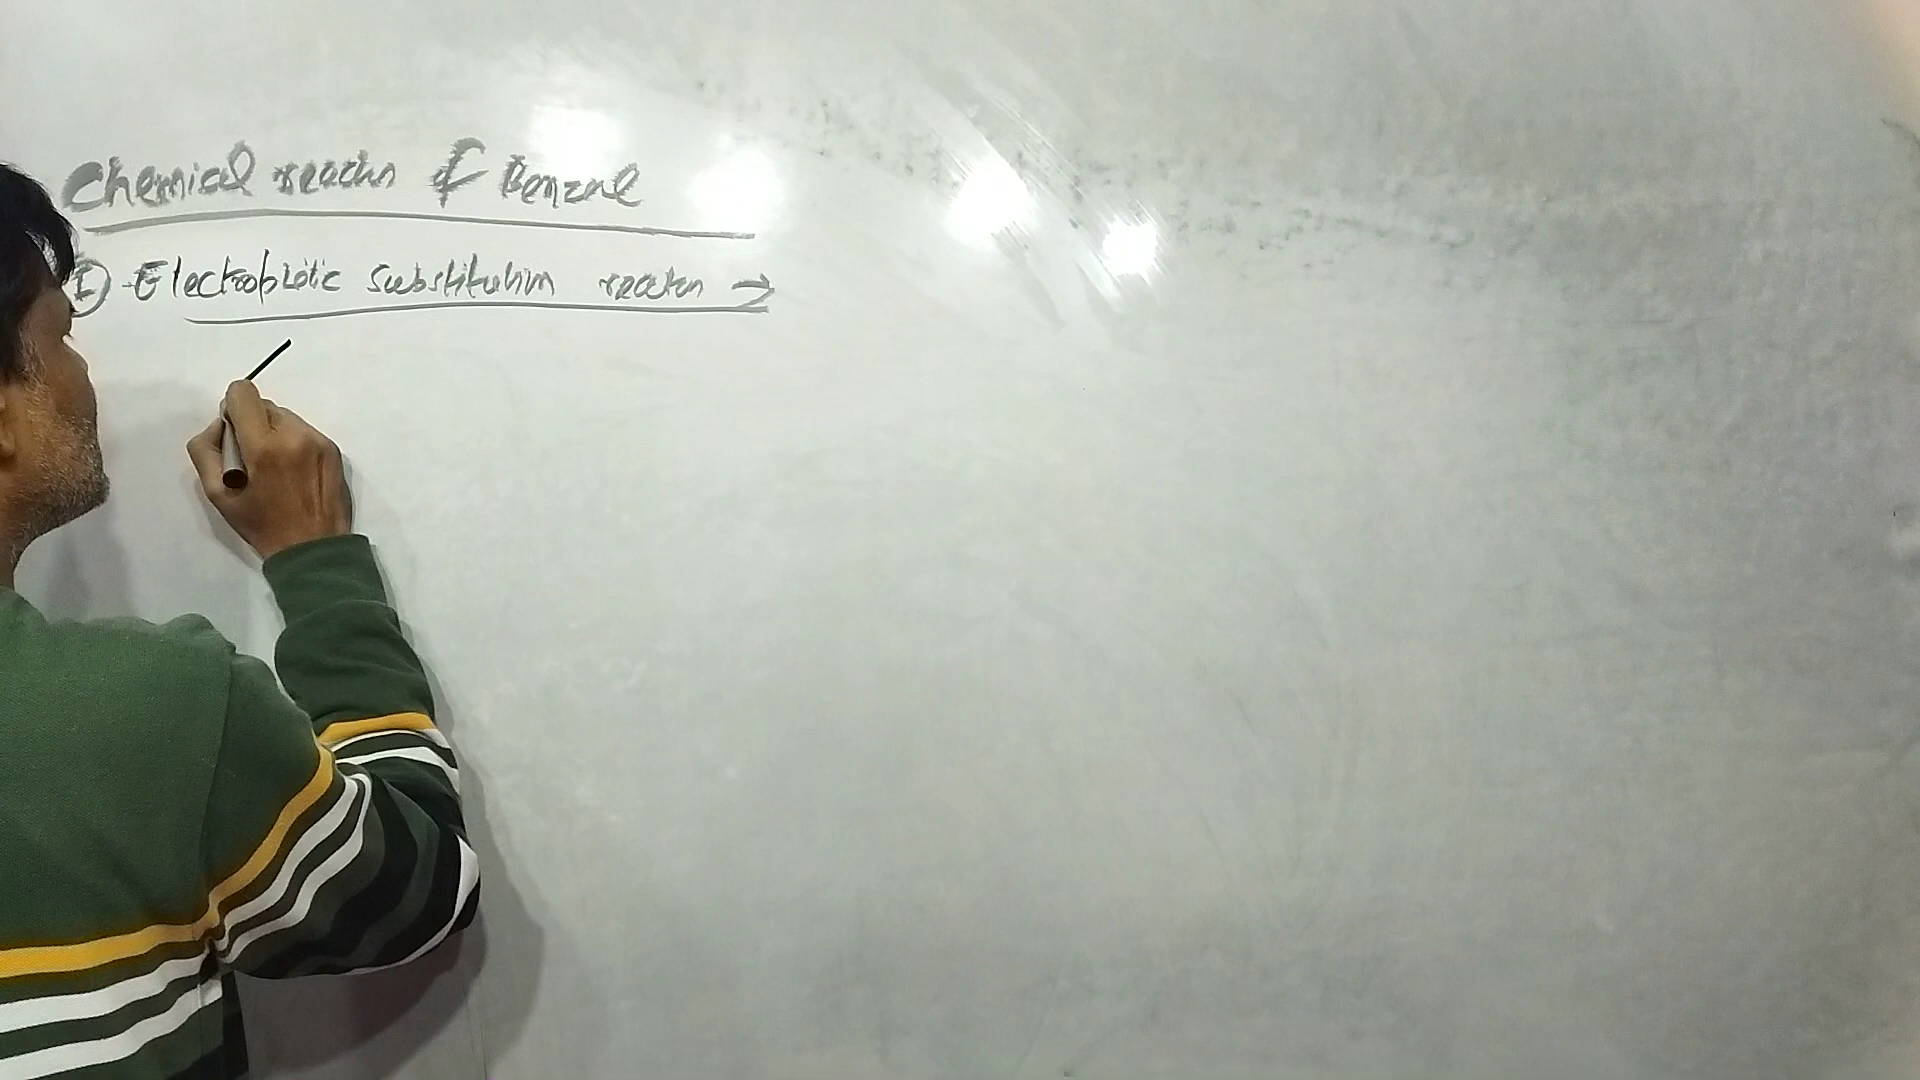 Chemical reactn of Benzene
(I) Electrophilic substitution reactn →